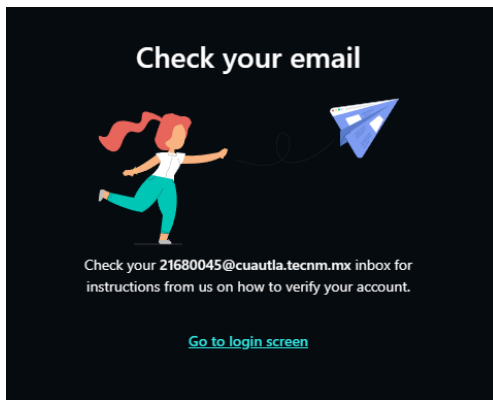 Check your email
Check your 21680045@cuautla.tecnm.mx inbox for
instructions from us on how to verify your account.
Go to login screen